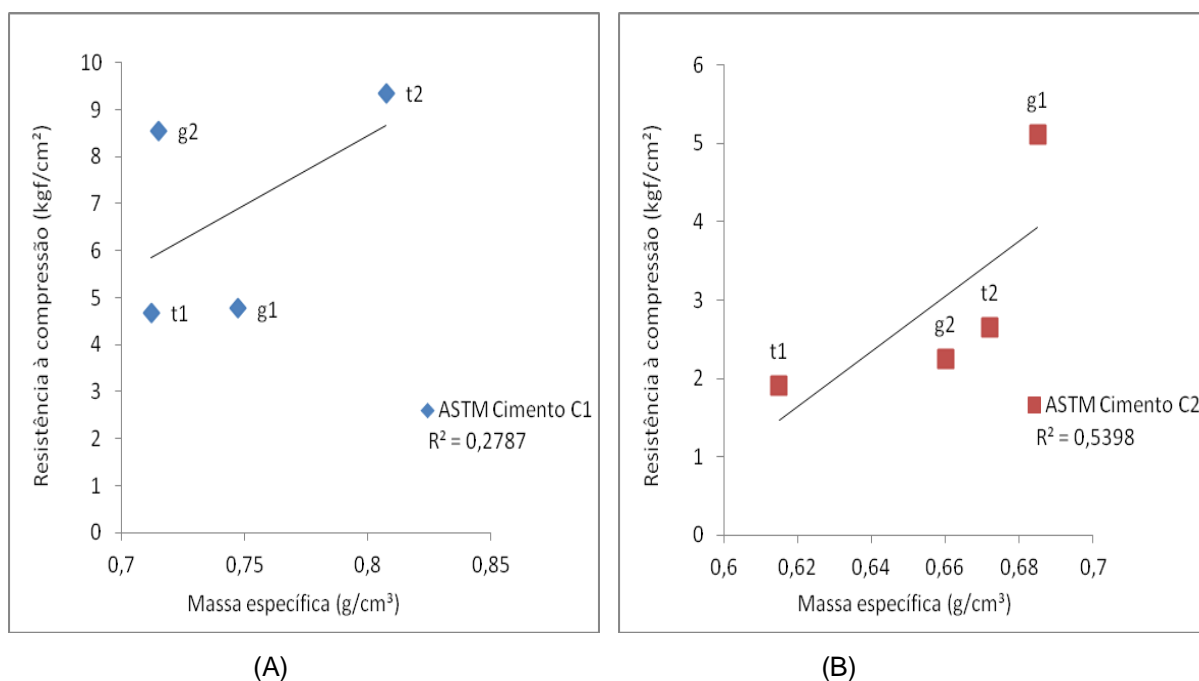 10
9
8
7
6
5
4
3
2
1
0
Resistência à compressão (kgf/cm²)
t2
g2
t1
g1
ASTM Cimento C1
R² = 0,2787
0,7
0,75
0,8
0,85
Massa específica (g/cm³)
(A)
6
5
4
3
2
1
0
Resistência à compressão (kgf/cm²)
g1
t2
g2
t1
ASTM Cimento C2
R² = 0,5398
0,6
0,62
0,64
0,66
0,68
0,7
Massa específica (g/cm³)
(B)